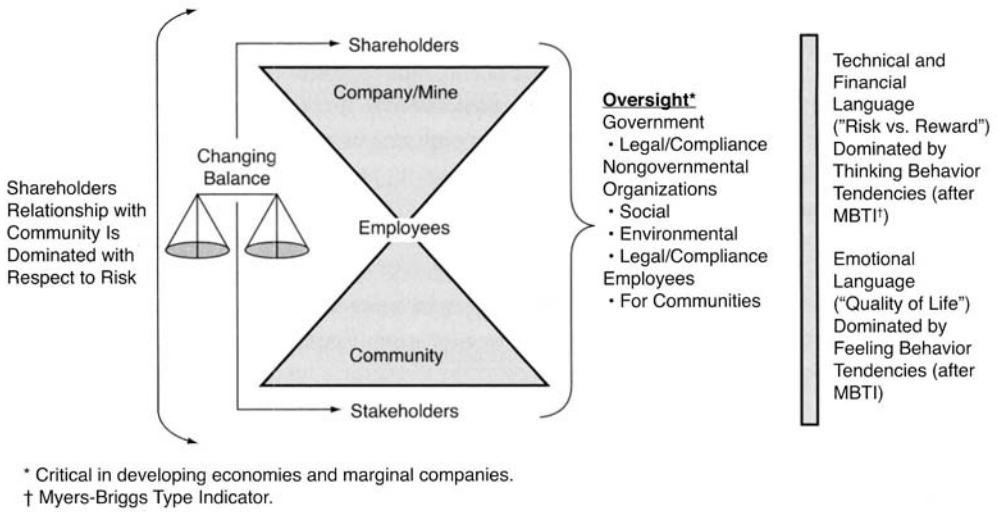 Shareholders
Relationship with
Community Is
Dominated with
Respect to Risk
Changing
Balance
Shareholders
Company/Mine
Employees
Community
Stakeholders
Oversight*
Government
• Legal/Compliance
Nongovernmental
Organizations
• Social
• Environmental
• Legal/Compliance
Employees
• For Communities
Technical and
Financial
Language
("Risk vs. Reward")
Dominated by
Thinking Behavior
Tendencies (after
MBTI†)
Emotional
Language
("Quality of Life")
Dominated by
Feeling Behavior
Tendencies (after
MBTI)
* Critical in developing economies and marginal companies.
† Myers-Briggs Type Indicator.